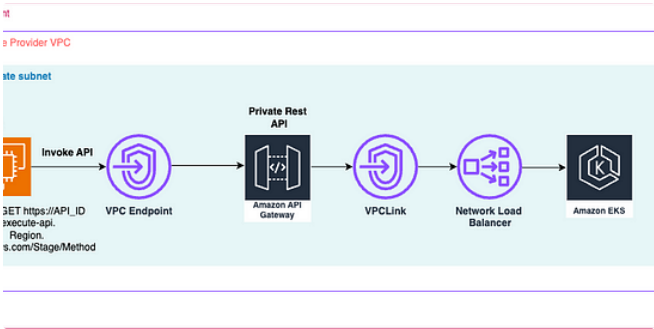 nt
e Provider VPC
ate subnet
Private Rest
API
Invoke API
VPC Endpoint
Amazon API
Gateway
VPCLink
Network Load
Balancer
K
Amazon EKS
GET https://API_ID
execute-api.
Region.
s.com/Stage/Method